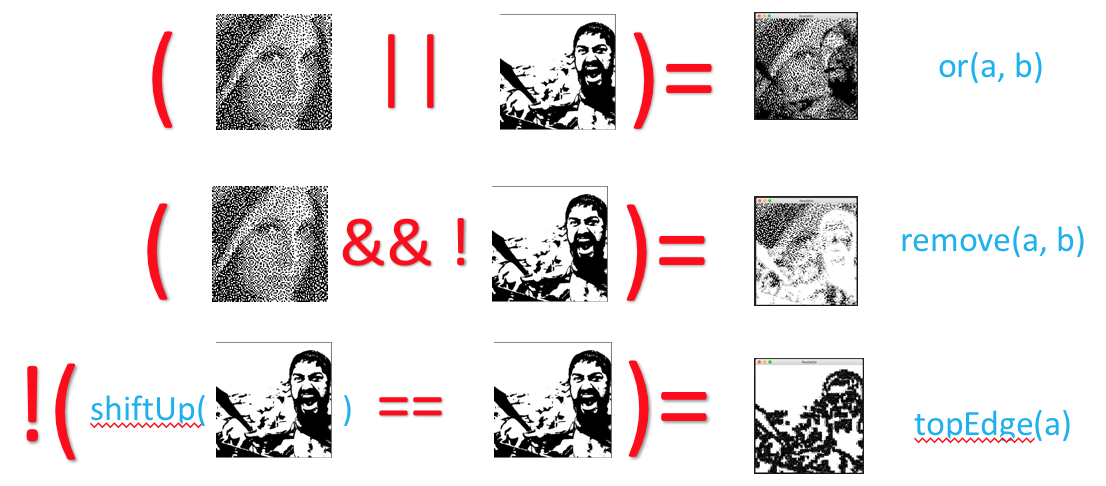 ( || ) = or(a, b)
( && ! ) = remove(a, b)
!( shiftUp( ) == ) = topEdge(a)